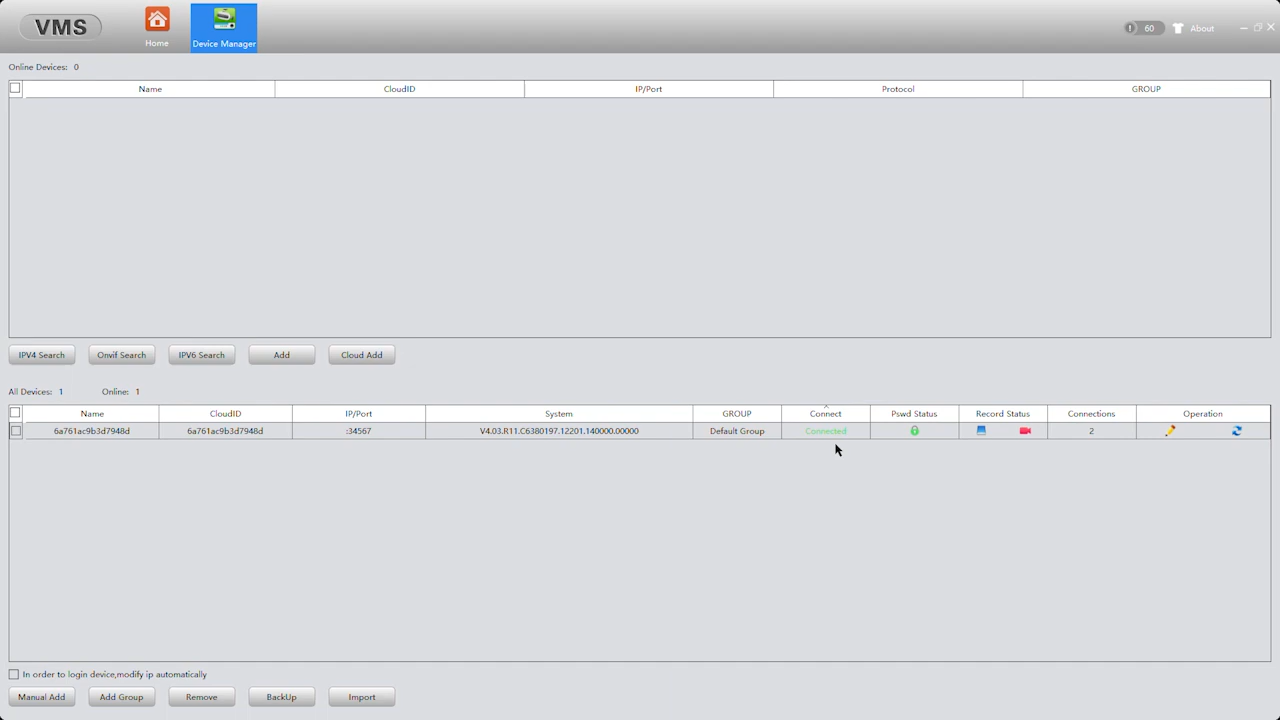 VMS
Home
Device Manager
60
About
Online Devices: 0
Name CloudID IP/Port Protocol GROUP
IPV4 Search Onvif Search IPV6 Search Add Cloud Add
All Devices: 1 Online: 1
Name CloudID IP/Port System GROUP Connect Pswd Status Record Status Connections Operation
6a761ac9b3d7948d 6a761ac9b3d7948d :34567 V4.03.R11.C6380197.12201.140000.00000 Default Group Connected 2
In order to login device,modify ip automatically
Manual Add Add Group Remove BackUp Import